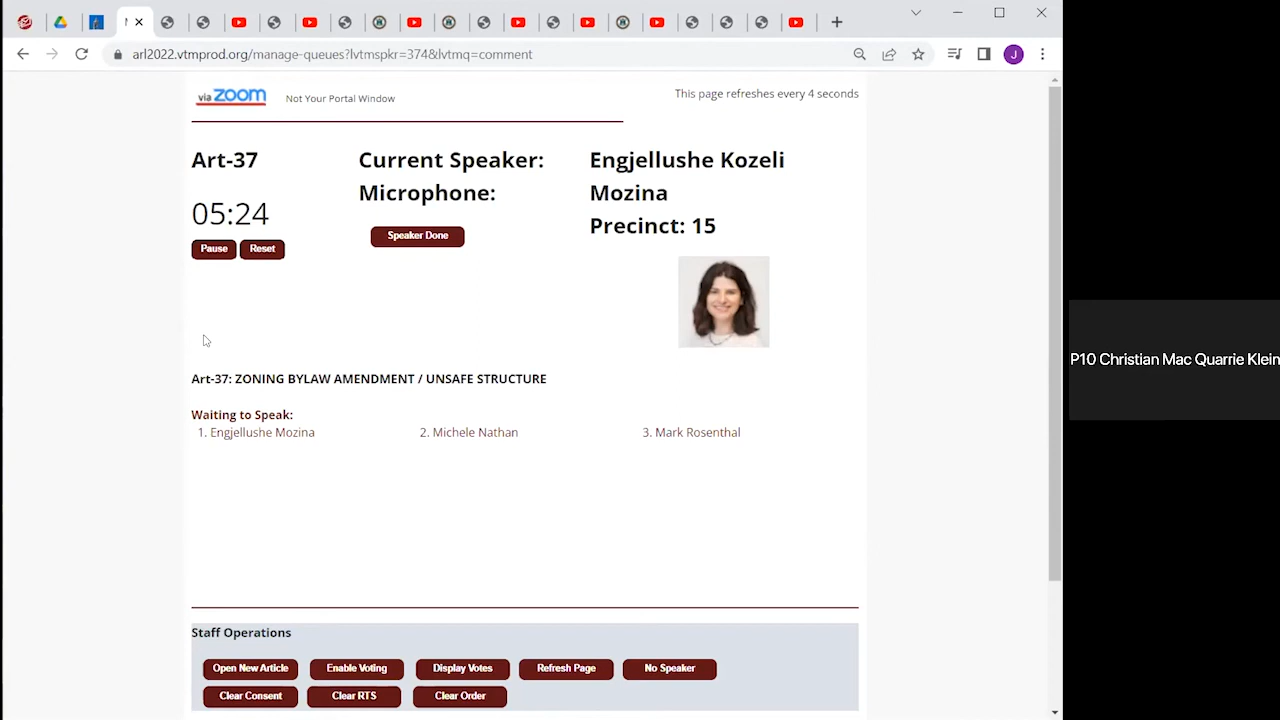 arl2022.vtmprod.org/manage-queues?lvtmspkr=374&lvtmq=comment
J
via zoom
Not Your Portal Window
This page refreshes every 4 seconds
Art-37
Current Speaker:
Engjellushe Kozeli
Microphone:
Mozina
05:24
Precinct: 15
Speaker Done
Pause
Reset
Art-37: ZONING BYLAW AMENDMENT / UNSAFE STRUCTURE
Waiting to Speak:
1. Engjellushe Mozina
2. Michele Nathan
3. Mark Rosenthal
P10 Christian Mac Quarrie Klein
Staff Operations
Open New Article
Enable Voting
Display Votes
Refresh Page
No Speaker
Clear Consent
Clear RTS
Clear Order